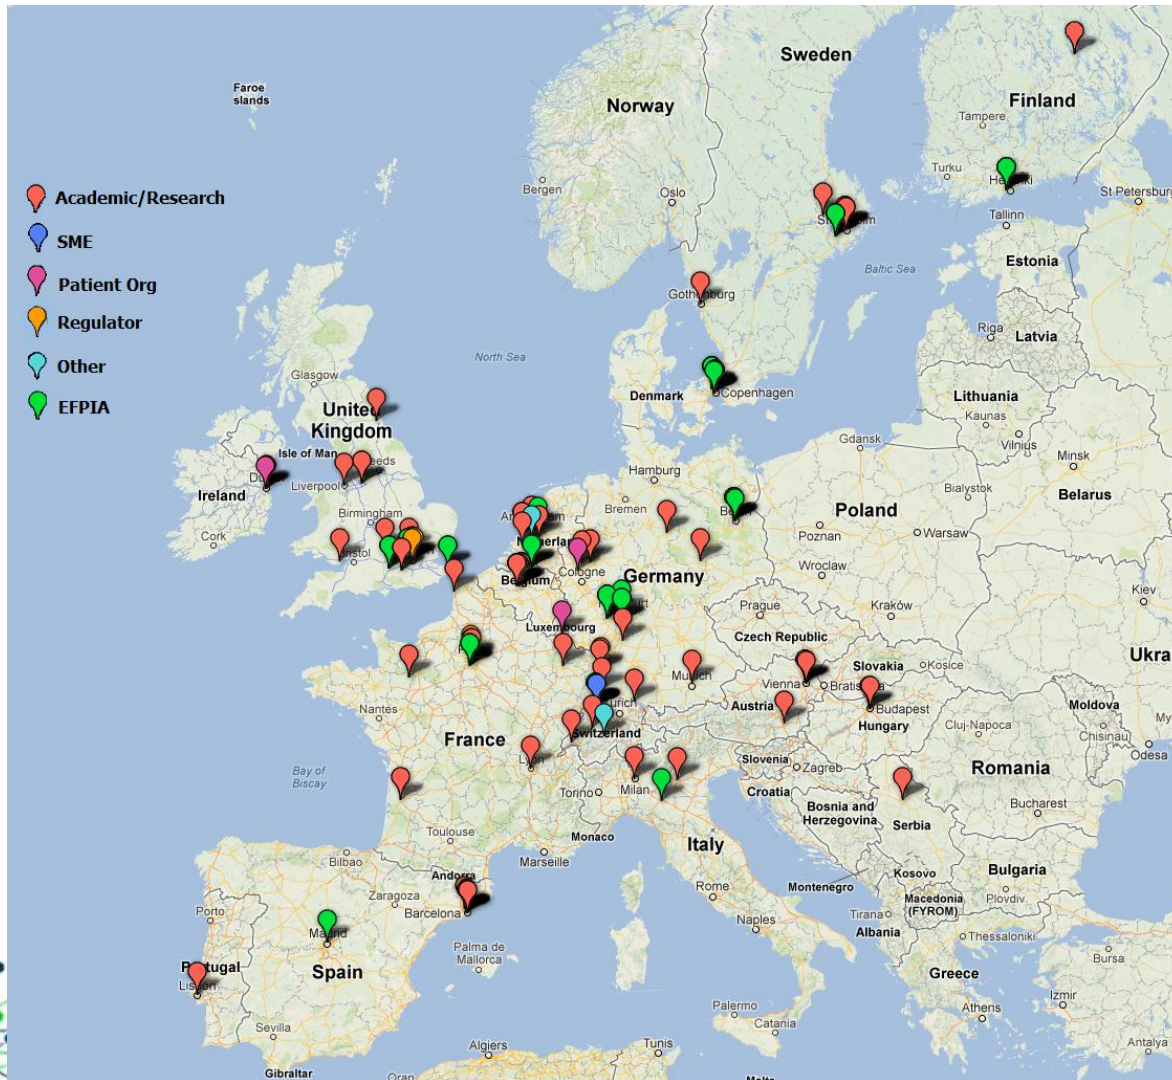 Sweden
Faroe
islands
Norway
Finland
Tampere
Academic/Research
Bergen
Oslo
Turku
St Petersburg
Tallinn
SME
Baltic Sea
Estonia
Patient Org
Gothenburg
Regulator
Riga
Latvia
North Sea
Other
Glasgow
Denmark
Copenhagen
Lithuania
EFPIA
United
Kingdom
Kaunas
Vilnius
Isle of Man
Gdansk
Minsk
Ireland
Liverpool
Hamburg
Bialystok
Belarus
Birmingham
Bremen
Poland
Poznan
Warsaw
Cork
Germany
Belgium
Cologne
Wroclaw
Kiev
Prague
Kraków
Luxembourg
Czech Republic
Ukra
Slovakia
Kosice
Munich
Vienna
Nantes
Austria
Budapest
Hungary
Moldova
Cluj-Napoca
Chisinau
France
Switzerland
Odesa
Slovenia
Zagreb
Romania
Bay of
Biscay
Torino
Milan
Croatia
Bosnia and
Herzegovina
Bucharest
Serbia
Toulouse
Monaco
Italy
Bilbao
Marseille
Bulgaria
Andorra
Kosovo
Plovdiv
Zaragoza
Rome
Montenegro
Macedonia
(FYROM)
Porto
Barcelona
Naples
Tirana
Albania
Thessaloniki
Palma de
Mallorca
Bursa
Portugal
Spain
Greece
Lisbon
Izmir
Palermo
Athens
Catania
Sevilla
Algiers
Tunis
Antalya
Gibraltar
Oran
Malta